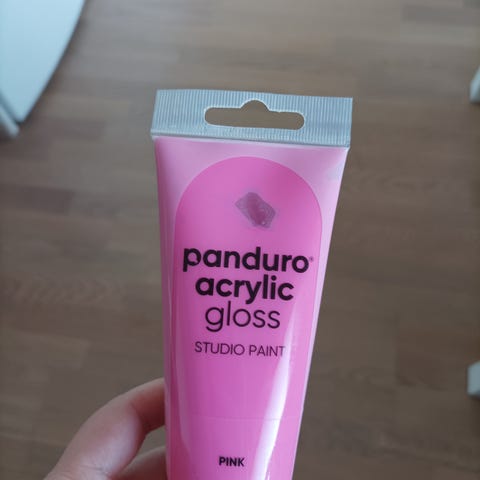 panduro®
acrylic
gloss
STUDIO PAINT
PINK